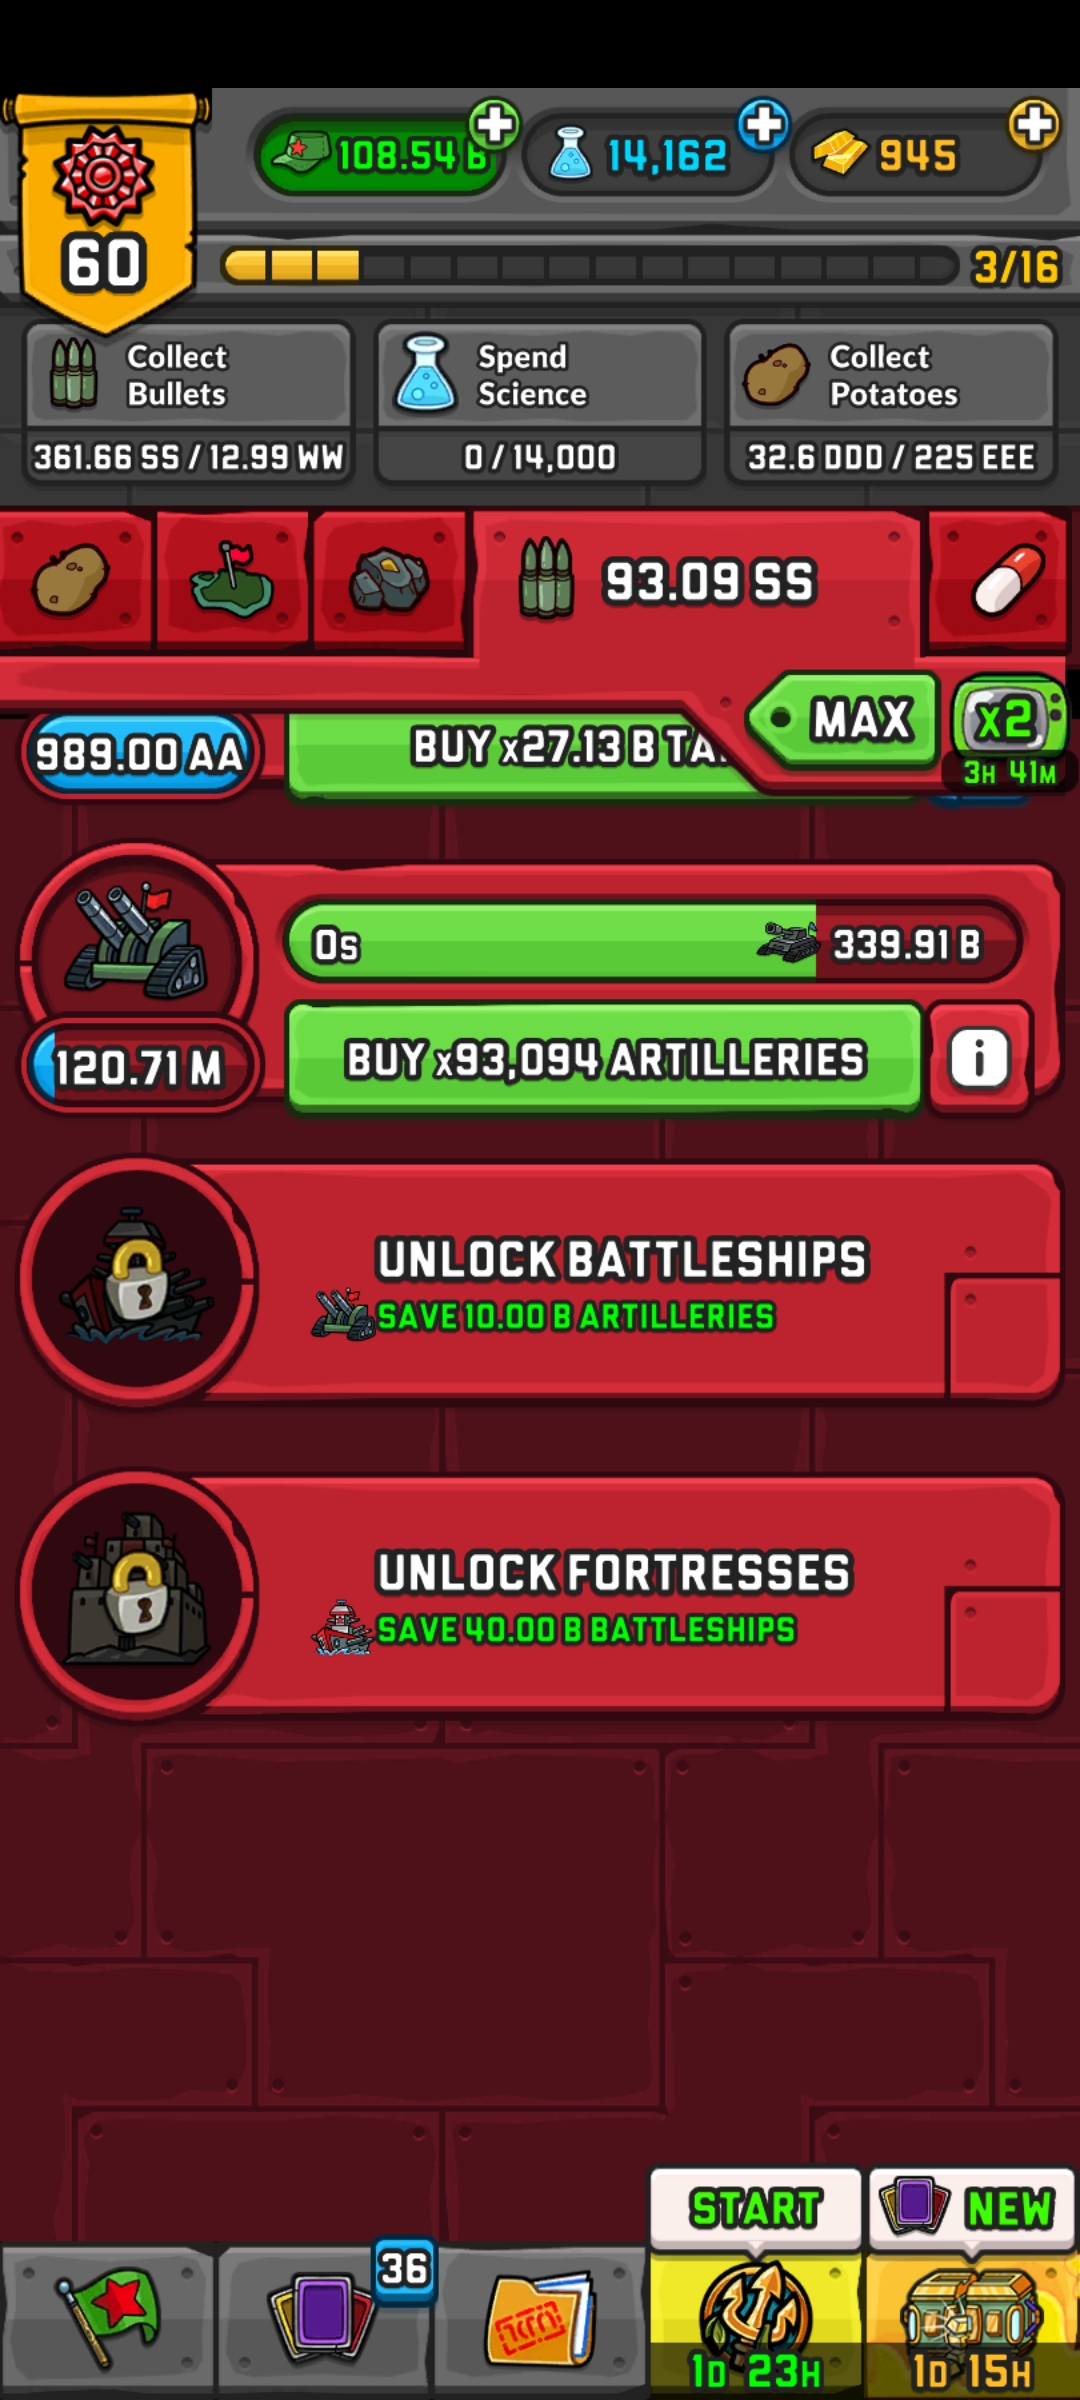 108.54 B
14,162
945
60
3/16
Collect
Bullets
361.66 SS / 12.99 WW
Spend
Science
0 / 14,000
Collect
Potatoes
32.6 DDD / 225 EEE
93.09 SS
MAX
x2
3H 41M
989.00 AA
BUY x27.13 B TA
0s
339.91 B
120.71 M
BUY x93,094 ARTILLERIES
i
UNLOCK BATTLESHIPS
SAVE 10.00 B ARTILLERIES
UNLOCK FORTRESSES
SAVE 40.00 B BATTLESHIPS
START
NEW
36
1D 23H
1D 15H